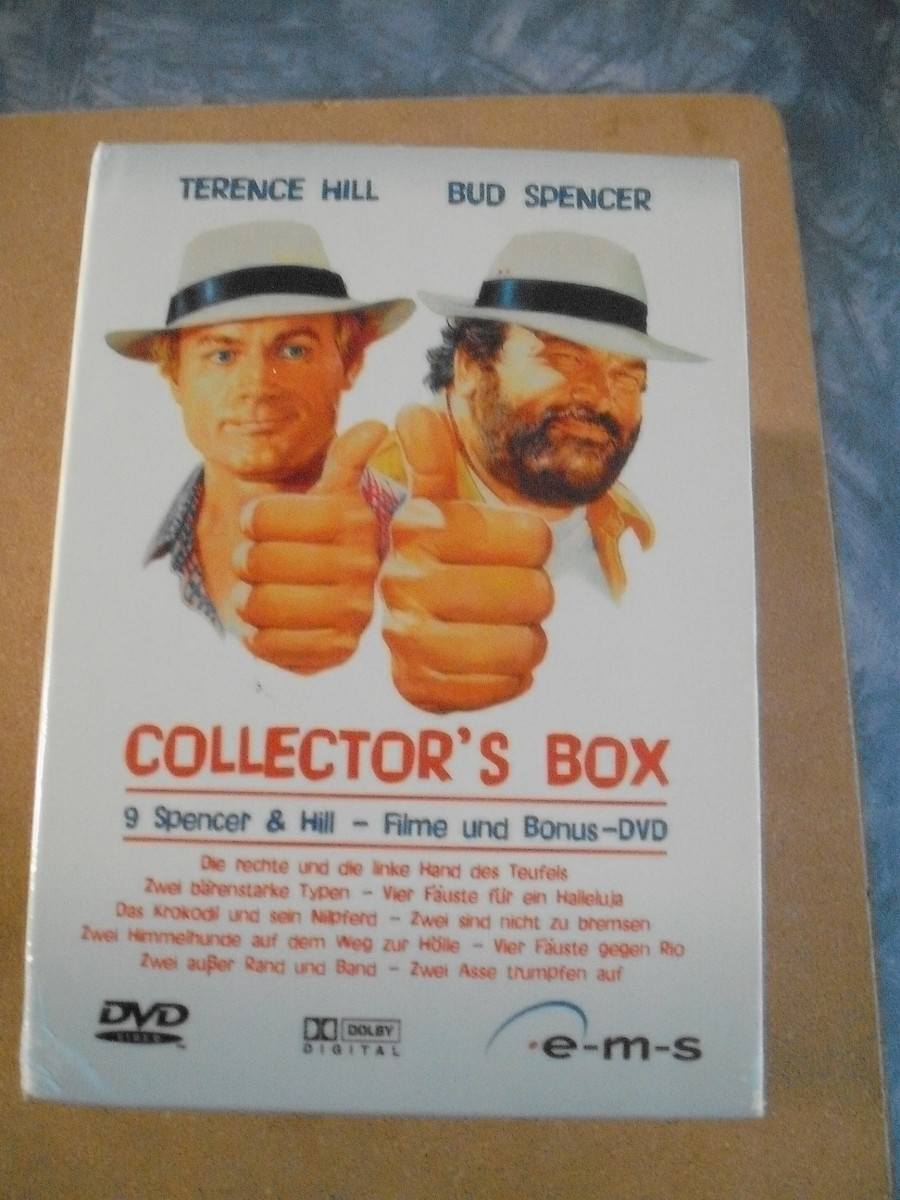 TERENCE HILL BUD SPENCER
COLLECTOR'S BOX
9 Spencer & Hill - Filme und Bonus-DVD
Die rechte und die linke Hand des Teufels
Zwei bärenstarke Typen - Vier Fäuste für ein Halleluja
Das Krokodil und sein Nilpferd - Zwei sind nicht zu bremsen
Zwei Himmelhunde auf dem Weg zur Hölle - Vier Fäuste gegen Rio
Zwei außer Rand und Band - Zwei Asse trumpfen auf
DVD DOLBY e-m-s
VIDEO DIGITAL